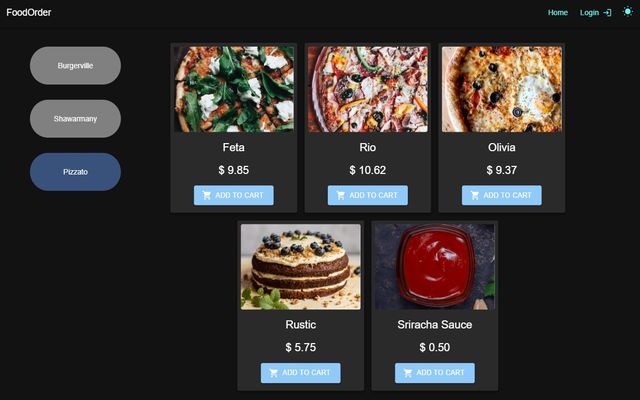 FoodOrder
Home
Login
Burgerville
Shawarmany
Pizzato
Feta
$ 9.85
ADD TO CART
Rio
$ 10.62
ADD TO CART
Olivia
$ 9.37
ADD TO CART
Rustic
$ 5.75
ADD TO CART
Sriracha Sauce
$ 0.50
ADD TO CART